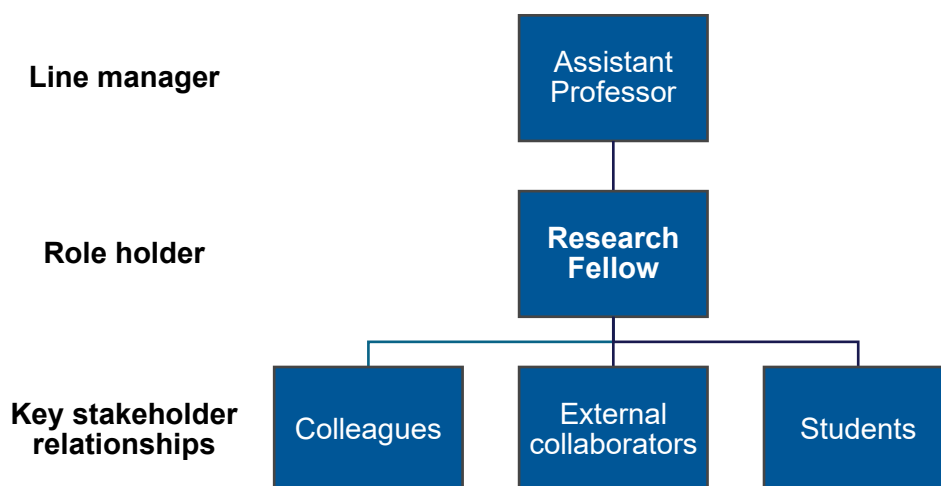 Line manager
Assistant
Professor
Role holder
Research
Fellow
Key stakeholder
relationships
Colleagues
External
collaborators
Students